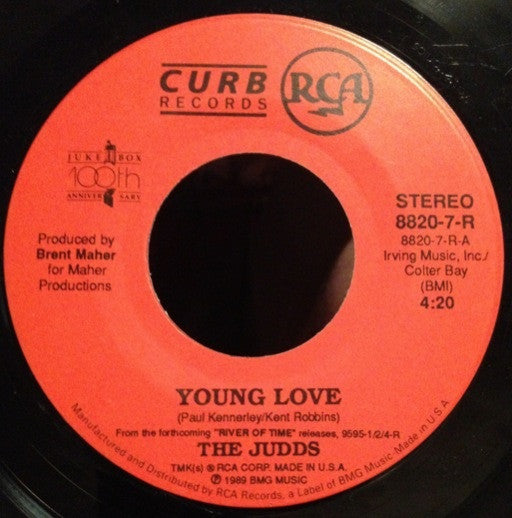 CURB
RECORDS
RCA
JUKEBOX
100th
ANNIVERSARY
STEREO
8820-7-R
8820-7-R-A
Irving Music, Inc./
Colter Bay
(BMI)
4:20
Produced by
Brent Maher
for Maher
Productions
YOUNG LOVE
(Paul Kennerley/Kent Robbins)
From the forthcoming "RIVER OF TIME" releases, 9595-1/2/4-R
THE JUDDS
TMK(s) ® RCA CORP. MADE IN U.S.A.
℗ 1989 BMG MUSIC
Manufactured and Distributed by RCA Records, a Label of BMG Music·Made in U.S.A.